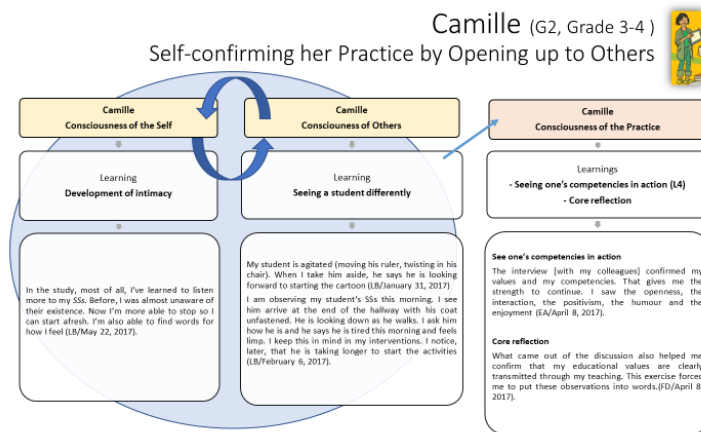 Camille (G2, Grade 3-4 )
Self-confirming her Practice by Opening up to Others
Camille
Consciousness of the Self
Learning
Development of intimacy
In the study, most of all, I've learned to listen
more to my SSs. Before, I was almost unaware of
their existence. Now I'm more able to stop so I
can start afresh. I'm also able to find words for
how I feel (LB/May 22, 2017).
Camille
Consciouness of Others
Learning
Seeing a student differently
My student is agitated (moving his ruler, twisting in his
chair). When I take him aside, he says he is looking
forward to starting the cartoon (LB/January 31, 2017)
I am observing my student's SSs this morning. I see
him arrive at the end of the hallway with his coat
unfastened. He is looking down as he walks. I ask him
how he is and he says he is tired this morning and feels
limp. I keep this in mind in my interventions. I notice,
later, that he is taking longer to start the activities
(LB/February 6, 2017).
Camille
Consciousness of the Practice
Learnings
- Seeing one's competencies in action (L4)
- Core reflection
See one's competencies in action
The interview [with my colleagues] confirmed my
values and my competencies. That gives me the
strength to continue. I saw the openness, the
interaction, the positivism, the humour and the
enjoyment (EA/April 8, 2017).
Core reflection
What came out of the discussion also helped me
confirm that my educational values are clearly
transmitted through my teaching. This exercise forced
me to put these observations into words.(FD/April 8,
2017).